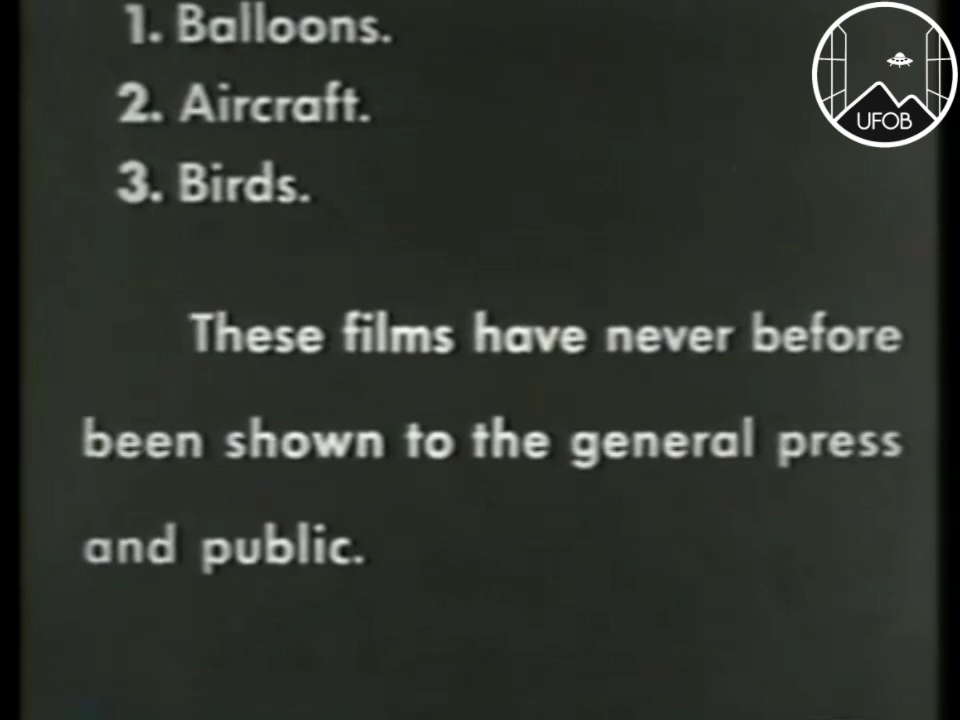 1. Balloons.
2. Aircraft.
3. Birds.
These films have never before
been shown to the general press
and public.
UFOB